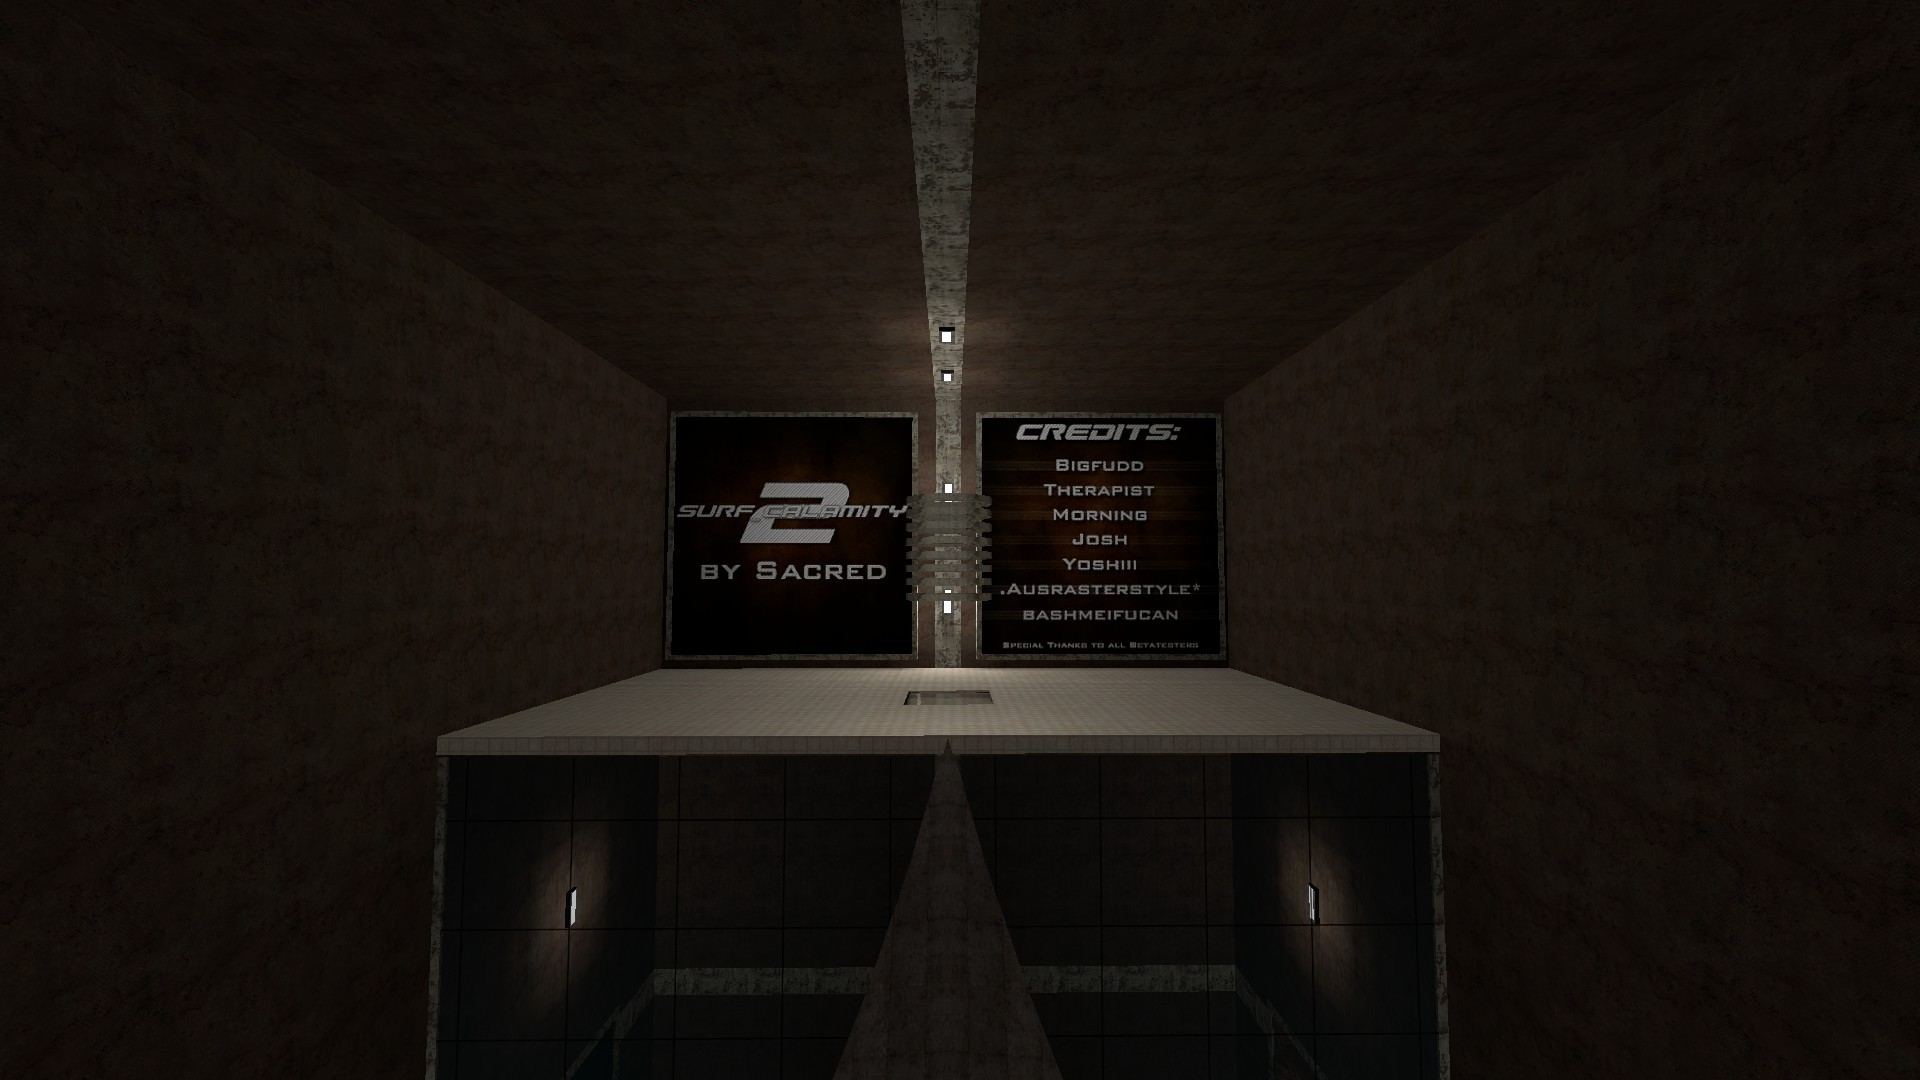 SURF CALAMITY
2
BY SACRED
CREDITS:
BIGFUDD
THERAPIST
MORNING
JOSH
YOSHIII
.AUSRASTERSTYLE*
BASHMEIFUCAN
SPECIAL THANKS TO ALL BETATESTERS